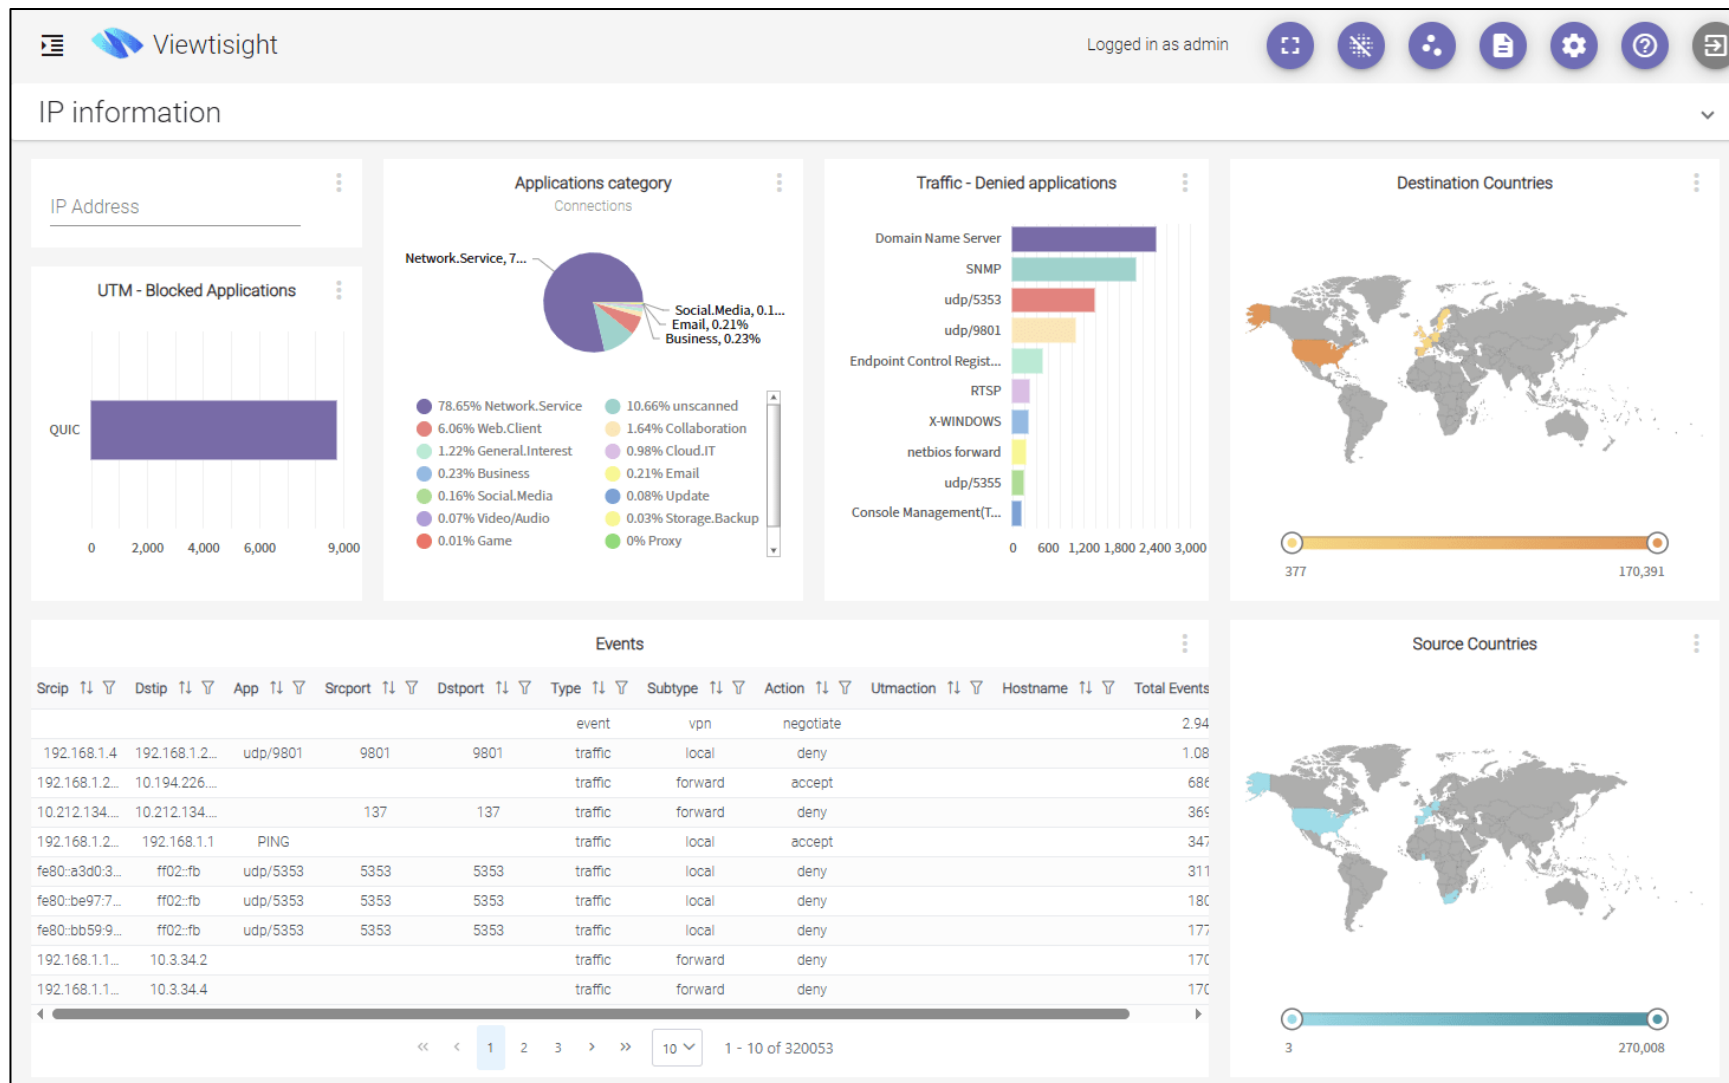 Viewtisight
Logged in as admin
IP information
IP Address
UTM - Blocked Applications
QUIC
0 2,000 4,000 6,000 9,000
Applications category
Connections
Network.Service, 7...
Social.Media, 0.1...
Email, 0.21%
Business, 0.23%
78.65% Network.Service 10.66% unscanned
6.06% Web.Client 1.64% Collaboration
1.22% General.Interest 0.98% Cloud.IT
0.23% Business 0.21% Email
0.16% Social.Media 0.08% Update
0.07% Video/Audio 0.03% Storage.Backup
0.01% Game 0% Proxy
Traffic - Denied applications
Domain Name Server
SNMP
udp/5353
udp/9801
Endpoint Control Regist...
RTSP
X-WINDOWS
netbios forward
udp/5355
Console Management(T...
0 600 1,200 1,800 2,400 3,000
Destination Countries
377 170,391
Events
Srcip Dstip App Srcport Dstport Type Subtype Action Utmaction Hostname Total Events
event vpn negotiate 2.94
192.168.1.4 192.168.1.2... udp/9801 9801 9801 traffic local deny 1.08
192.168.1.2... 10.194.226.... traffic forward accept 686
10.212.134.... 10.212.134.... 137 137 traffic forward deny 369
192.168.1.2... 192.168.1.1 PING traffic local accept 347
fe80::a3d0:3... ff02::fb udp/5353 5353 5353 traffic local deny 311
fe80::be97:7... ff02::fb udp/5353 5353 5353 traffic local deny 180
fe80::bb59:9... ff02::fb udp/5353 5353 5353 traffic local deny 177
192.168.1.1... 10.3.34.2 traffic forward deny 170
192.168.1.1... 10.3.34.4 traffic forward deny 170
« ‹ 1 2 3 › » 10 1 - 10 of 320053
Source Countries
3 270,008